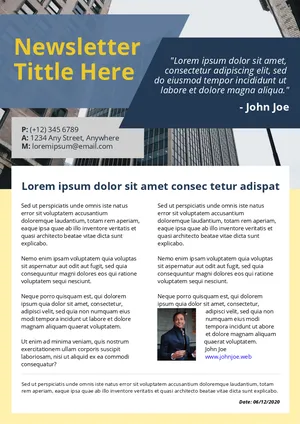 Newsletter
Tittle Here
"Lorem ipsum dolor sit amet,
consectetur adipiscing elit, sed
do eiusmod tempor incididunt ut
labore et dolore magna aliqua."
- John Joe
P: (+12) 345 6789
A: 1234 Any Street, Anywhere
M: loremipsum@email.com
Lorem ipsum dolor sit amet consec tetur adispat
Sed ut perspiciatis unde omnis iste natus
error sit voluptatem accusantium
doloremque laudantium, totam rem aperiam,
eaque ipsa quae ab illo inventore veritatis et
quasi architecto beatae vitae dicta sunt
explicabo.
Nemo enim ipsam voluptatem quia voluptas
sit aspernatur aut odit aut fugit, sed quia
consequuntur magni dolores eos qui ratione
voluptatem nesciunt.
Neque porro quisquam est, qui dolorem
ipsum quia dolor sit amet, consectetur,
adipisci velit, sed quia non numquam eius
modi tempora incidunt ut labore et dolore
magnam aliquam quaerat voluptatem.
Ut enim ad minima veniam, quis nostrum
exercitationem ullam corporis suscipit
laboriosam, nisi ut aliquid ex ea commodi
consequatur?
Sed ut perspiciatis unde omnis iste natus
error sit voluptatem accusantium
doloremque laudantium, totam rem aperiam,
eaque ipsa quae ab illo inventore veritatis et
quasi architecto beatae vitae dicta sunt
explicabo.
Nemo enim ipsam voluptatem quia voluptas
sit aspernatur aut odit aut fugit, sed quia
consequuntur magni dolores eos qui ratione
voluptatem sequi nesciunt.
Neque porro quisquam est, qui dolorem
ipsum quia dolor sit amet, consectetur,
adipisci velit, sed quia
non numquam eius modi
tempora incidunt ut labore
et dolore magnam aliquam
quaerat voluptatem.
John Joe
www.johnjoe.web
Sed ut perspiciatis unde omnis iste natus error sit voluptatem accusantium doloremque laudantium, totam
rem aperiam, eaque ipsa quae ab illo inventore veritatis et quasi architecto beatae vitae dicta sunt explicabo.
Date: 06/12/2020